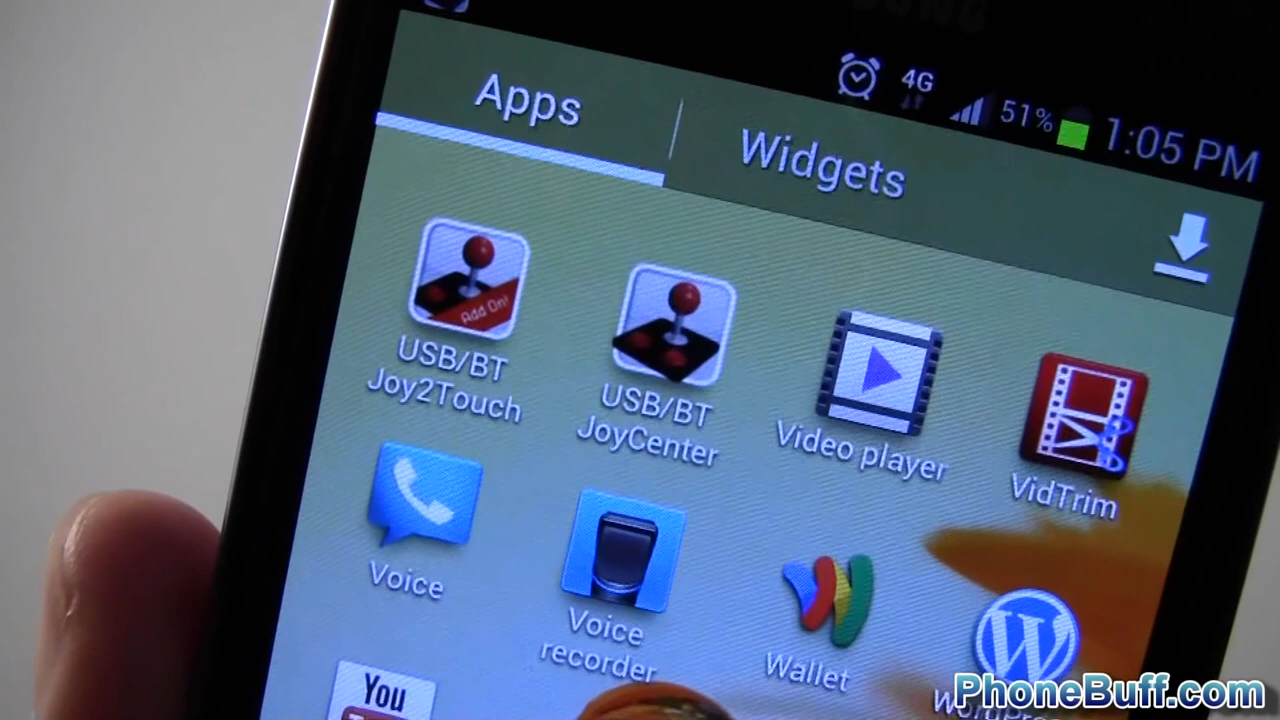 4G
51%
1:05 PM
Apps
Widgets
Add On!
USB/BT
Joy2Touch
USB/BT
JoyCenter
Video player
VidTrim
Voice
Voice
recorder
Wallet
W
You
PhoneBuff.com